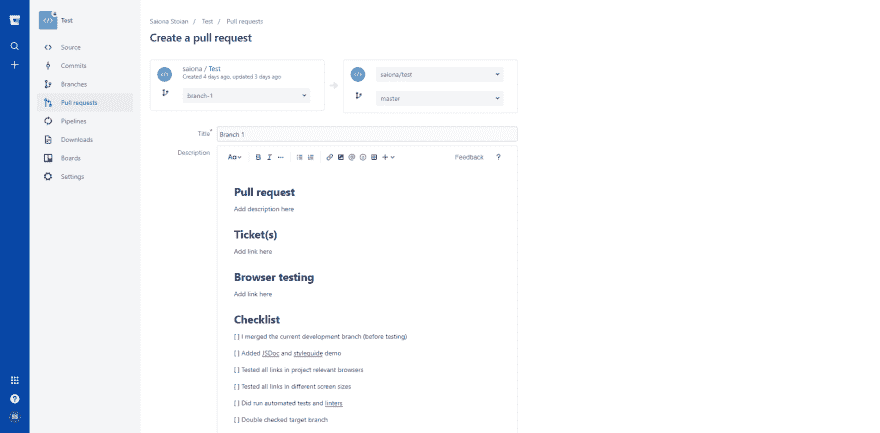 Test
Source
Commits
Branches
Pull requests
Pipelines
Downloads
Boards
Settings
Saiona Stoian / Test / Pull requests
Create a pull request
saiona / Test
Created 4 days ago, updated 3 days ago
branch-1
saiona/test
master
Title*
Branch 1
Description
Aa
B I
Feedback ?
Pull request
Add description here
Ticket(s)
Add link here
Browser testing
Add link here
Checklist
[ ] I merged the current development branch (before testing)
[ ] Added JSDoc and styleguide demo
[ ] Tested all links in project relevant browsers
[ ] Tested all links in different screen sizes
[ ] Did run automated tests and linters
[ ] Double checked target branch